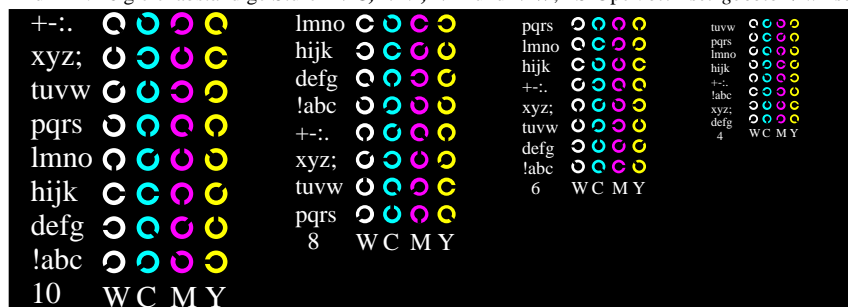 +-:.
xyz;
tuvw
pqrs
lmno
hijk
defg
!abc
10 W C M Y
lmno
hijk
defg
!abc
+-:.
xyz;
tuvw
pqrs
8 W C M Y
pqrs
lmno
hijk
+-:.
xyz;
tuvw
defg
!abc
6 W C M Y
tuvw
pqrs
lmno
hijk
+-:.
!abc
xyz;
defg
4 W C M Y